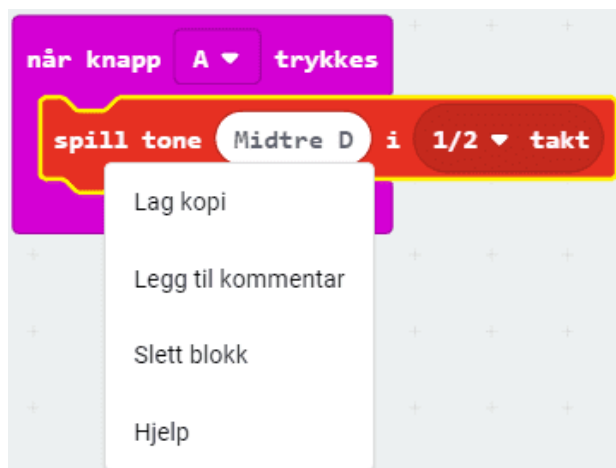 når knapp A trykkes
spill tone Midtre D i 1/2 takt
Lag kopi
Legg til kommentar
Slett blokk
Hjelp